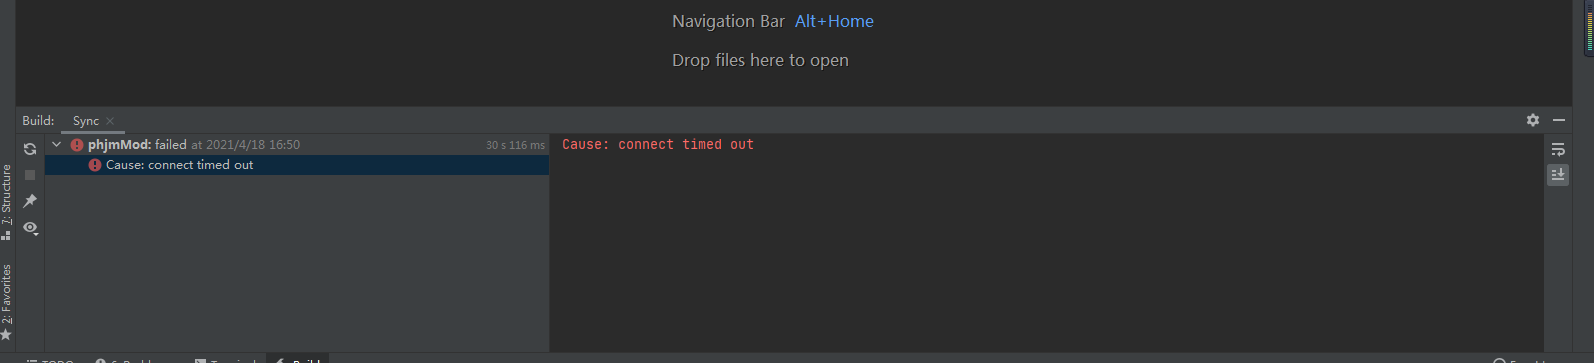 Navigation Bar Alt+Home
Drop files here to open
Build: Sync
phjmMod: failed at 2021/4/18 16:50 30 s 116 ms
Cause: connect timed out
Cause: connect timed out
7: Structure
2: Favorites